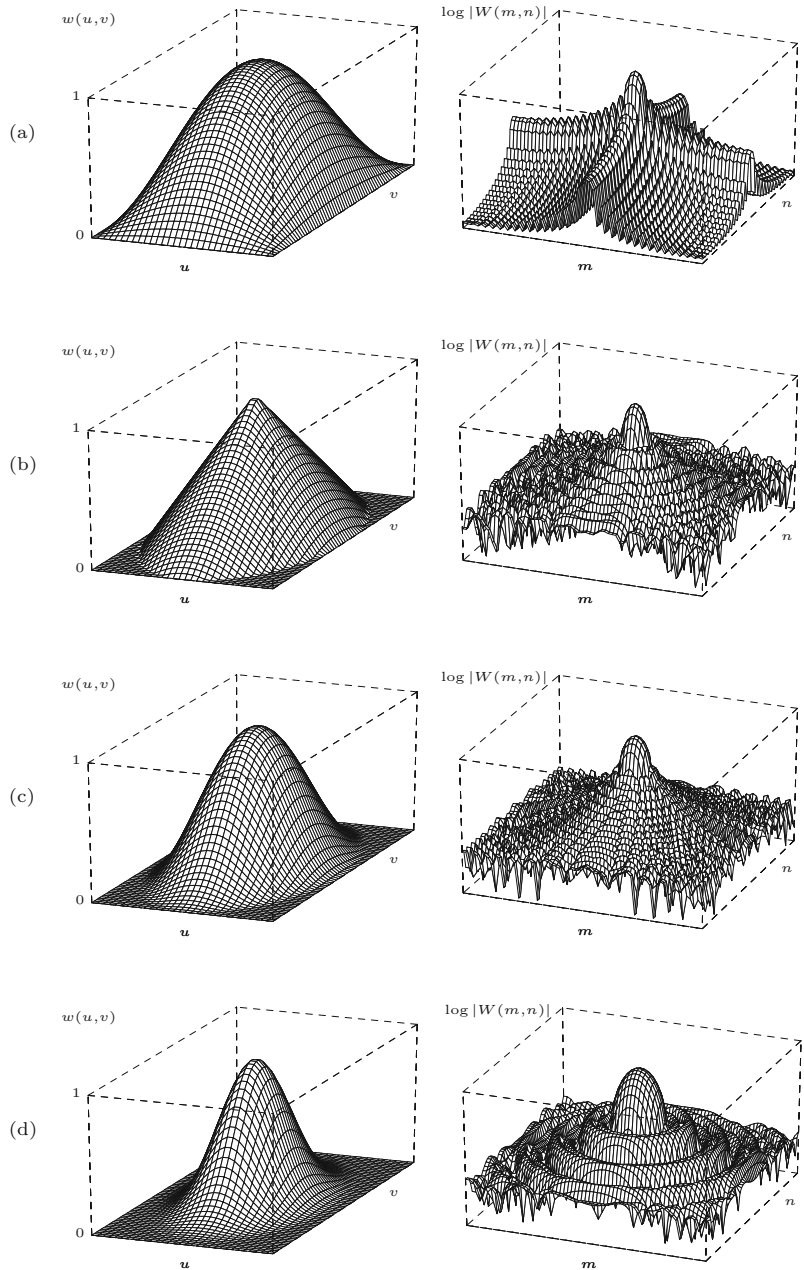 w(u,v) log |W(m,n)|
1
(a)
v n
0
u m
w(u,v) log |W(m,n)|
1
(b)
v n
0
u m
w(u,v) log |W(m,n)|
1
(c)
v n
0
u m
w(u,v) log |W(m,n)|
1
(d)
v n
0
u m